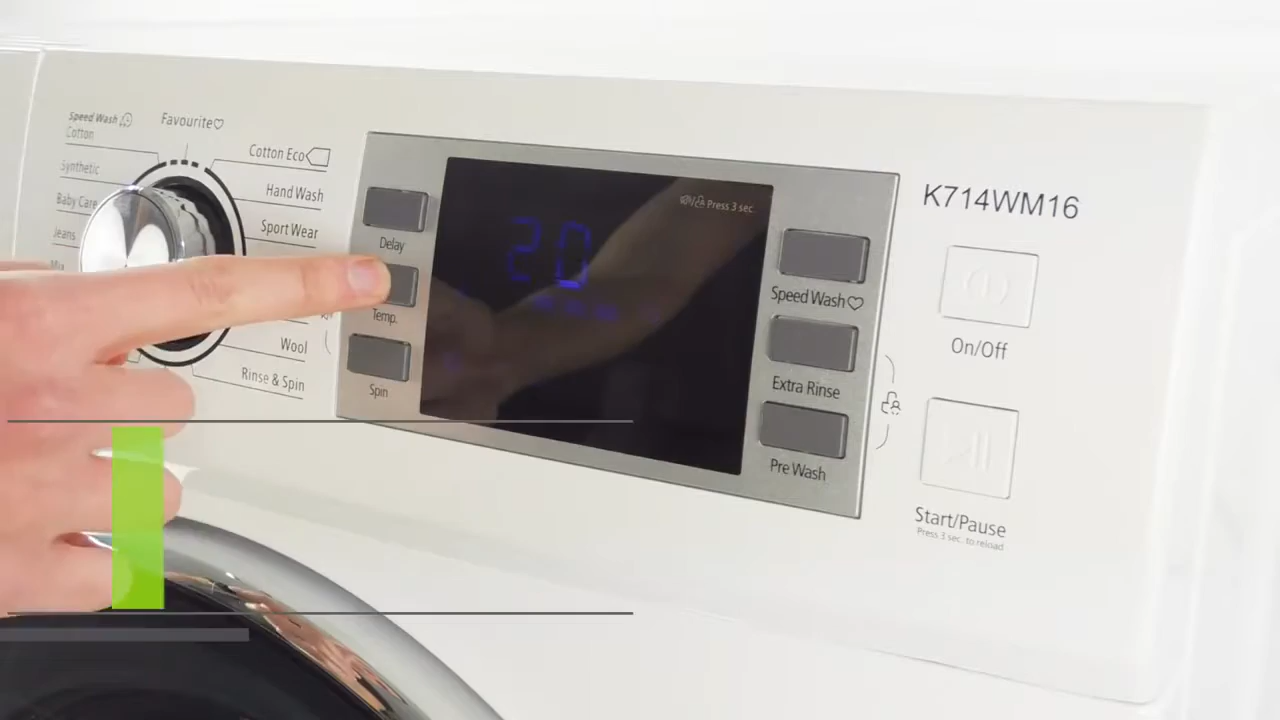 Speed Wash
Cotton
Synthetic
Baby Care
Jeans
Mix
Favourite
Cotton Eco
Hand Wash
Sport Wear
Wool
Rinse & Spin
Delay
Temp.
Spin
20
Press 3 sec.
Speed Wash
Extra Rinse
Pre Wash
K714WM16
On/Off
Start/Pause
Press 3 sec. to reload